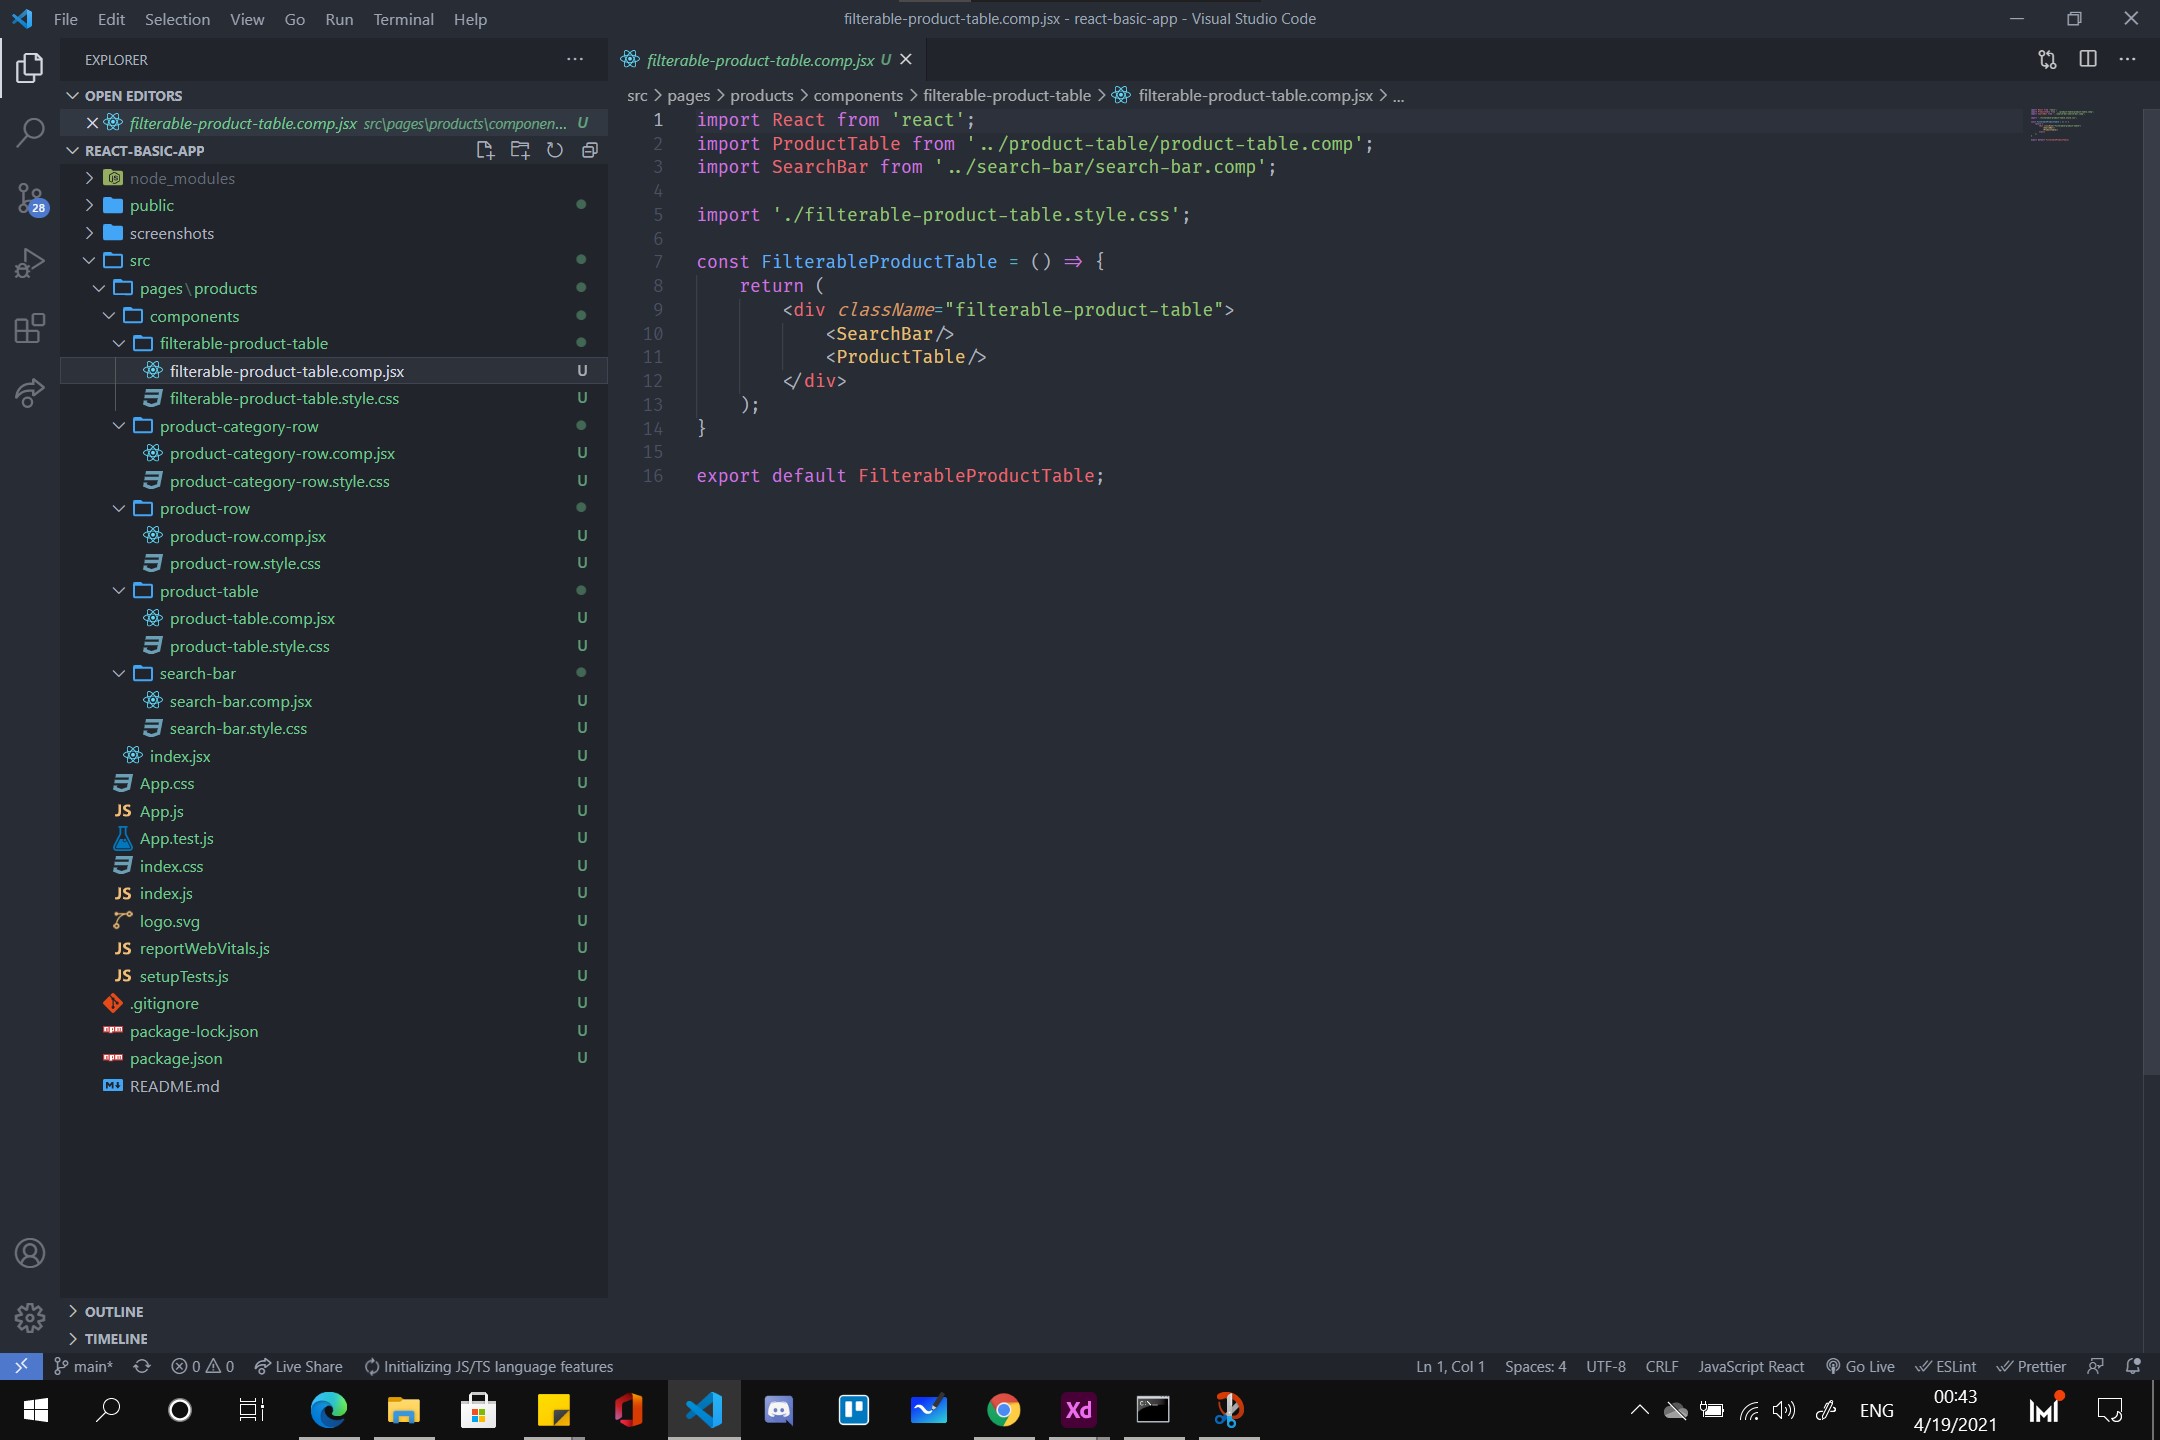 File Edit Selection View Go Run Terminal Help
filterable-product-table.comp.jsx - react-basic-app - Visual Studio Code
EXPLORER
OPEN EDITORS
filterable-product-table.comp.jsx src\pages\products\componen... U
REACT-BASIC-APP
node_modules
public
screenshots
src
pages\products
components
filterable-product-table
filterable-product-table.comp.jsx U
filterable-product-table.style.css U
product-category-row
product-category-row.comp.jsx U
product-category-row.style.css U
product-row
product-row.comp.jsx U
product-row.style.css U
product-table
product-table.comp.jsx U
product-table.style.css U
search-bar
search-bar.comp.jsx U
search-bar.style.css U
index.jsx U
App.css U
JS App.js U
App.test.js U
index.css U
JS index.js U
logo.svg U
JS reportWebVitals.js U
JS setupTests.js U
.gitignore U
npm package-lock.json U
npm package.json U
README.md
OUTLINE
TIMELINE
28
filterable-product-table.comp.jsx U
src > pages > products > components > filterable-product-table > filterable-product-table.comp.jsx > ...
1 import React from 'react';
2 import ProductTable from '../product-table/product-table.comp';
3 import SearchBar from '../search-bar/search-bar.comp';
4
5 import './filterable-product-table.style.css';
6
7 const FilterableProductTable = () => {
8 return (
9 <div className="filterable-product-table">
10 <SearchBar/>
11 <ProductTable/>
12 </div>
13 );
14 }
15
16 export default FilterableProductTable;
main* 0 0 Live Share Initializing JS/TS language features
Ln 1, Col 1 Spaces: 4 UTF-8 CRLF JavaScript React Go Live ESLint Prettier
Xd
ENG
00:43
4/19/2021